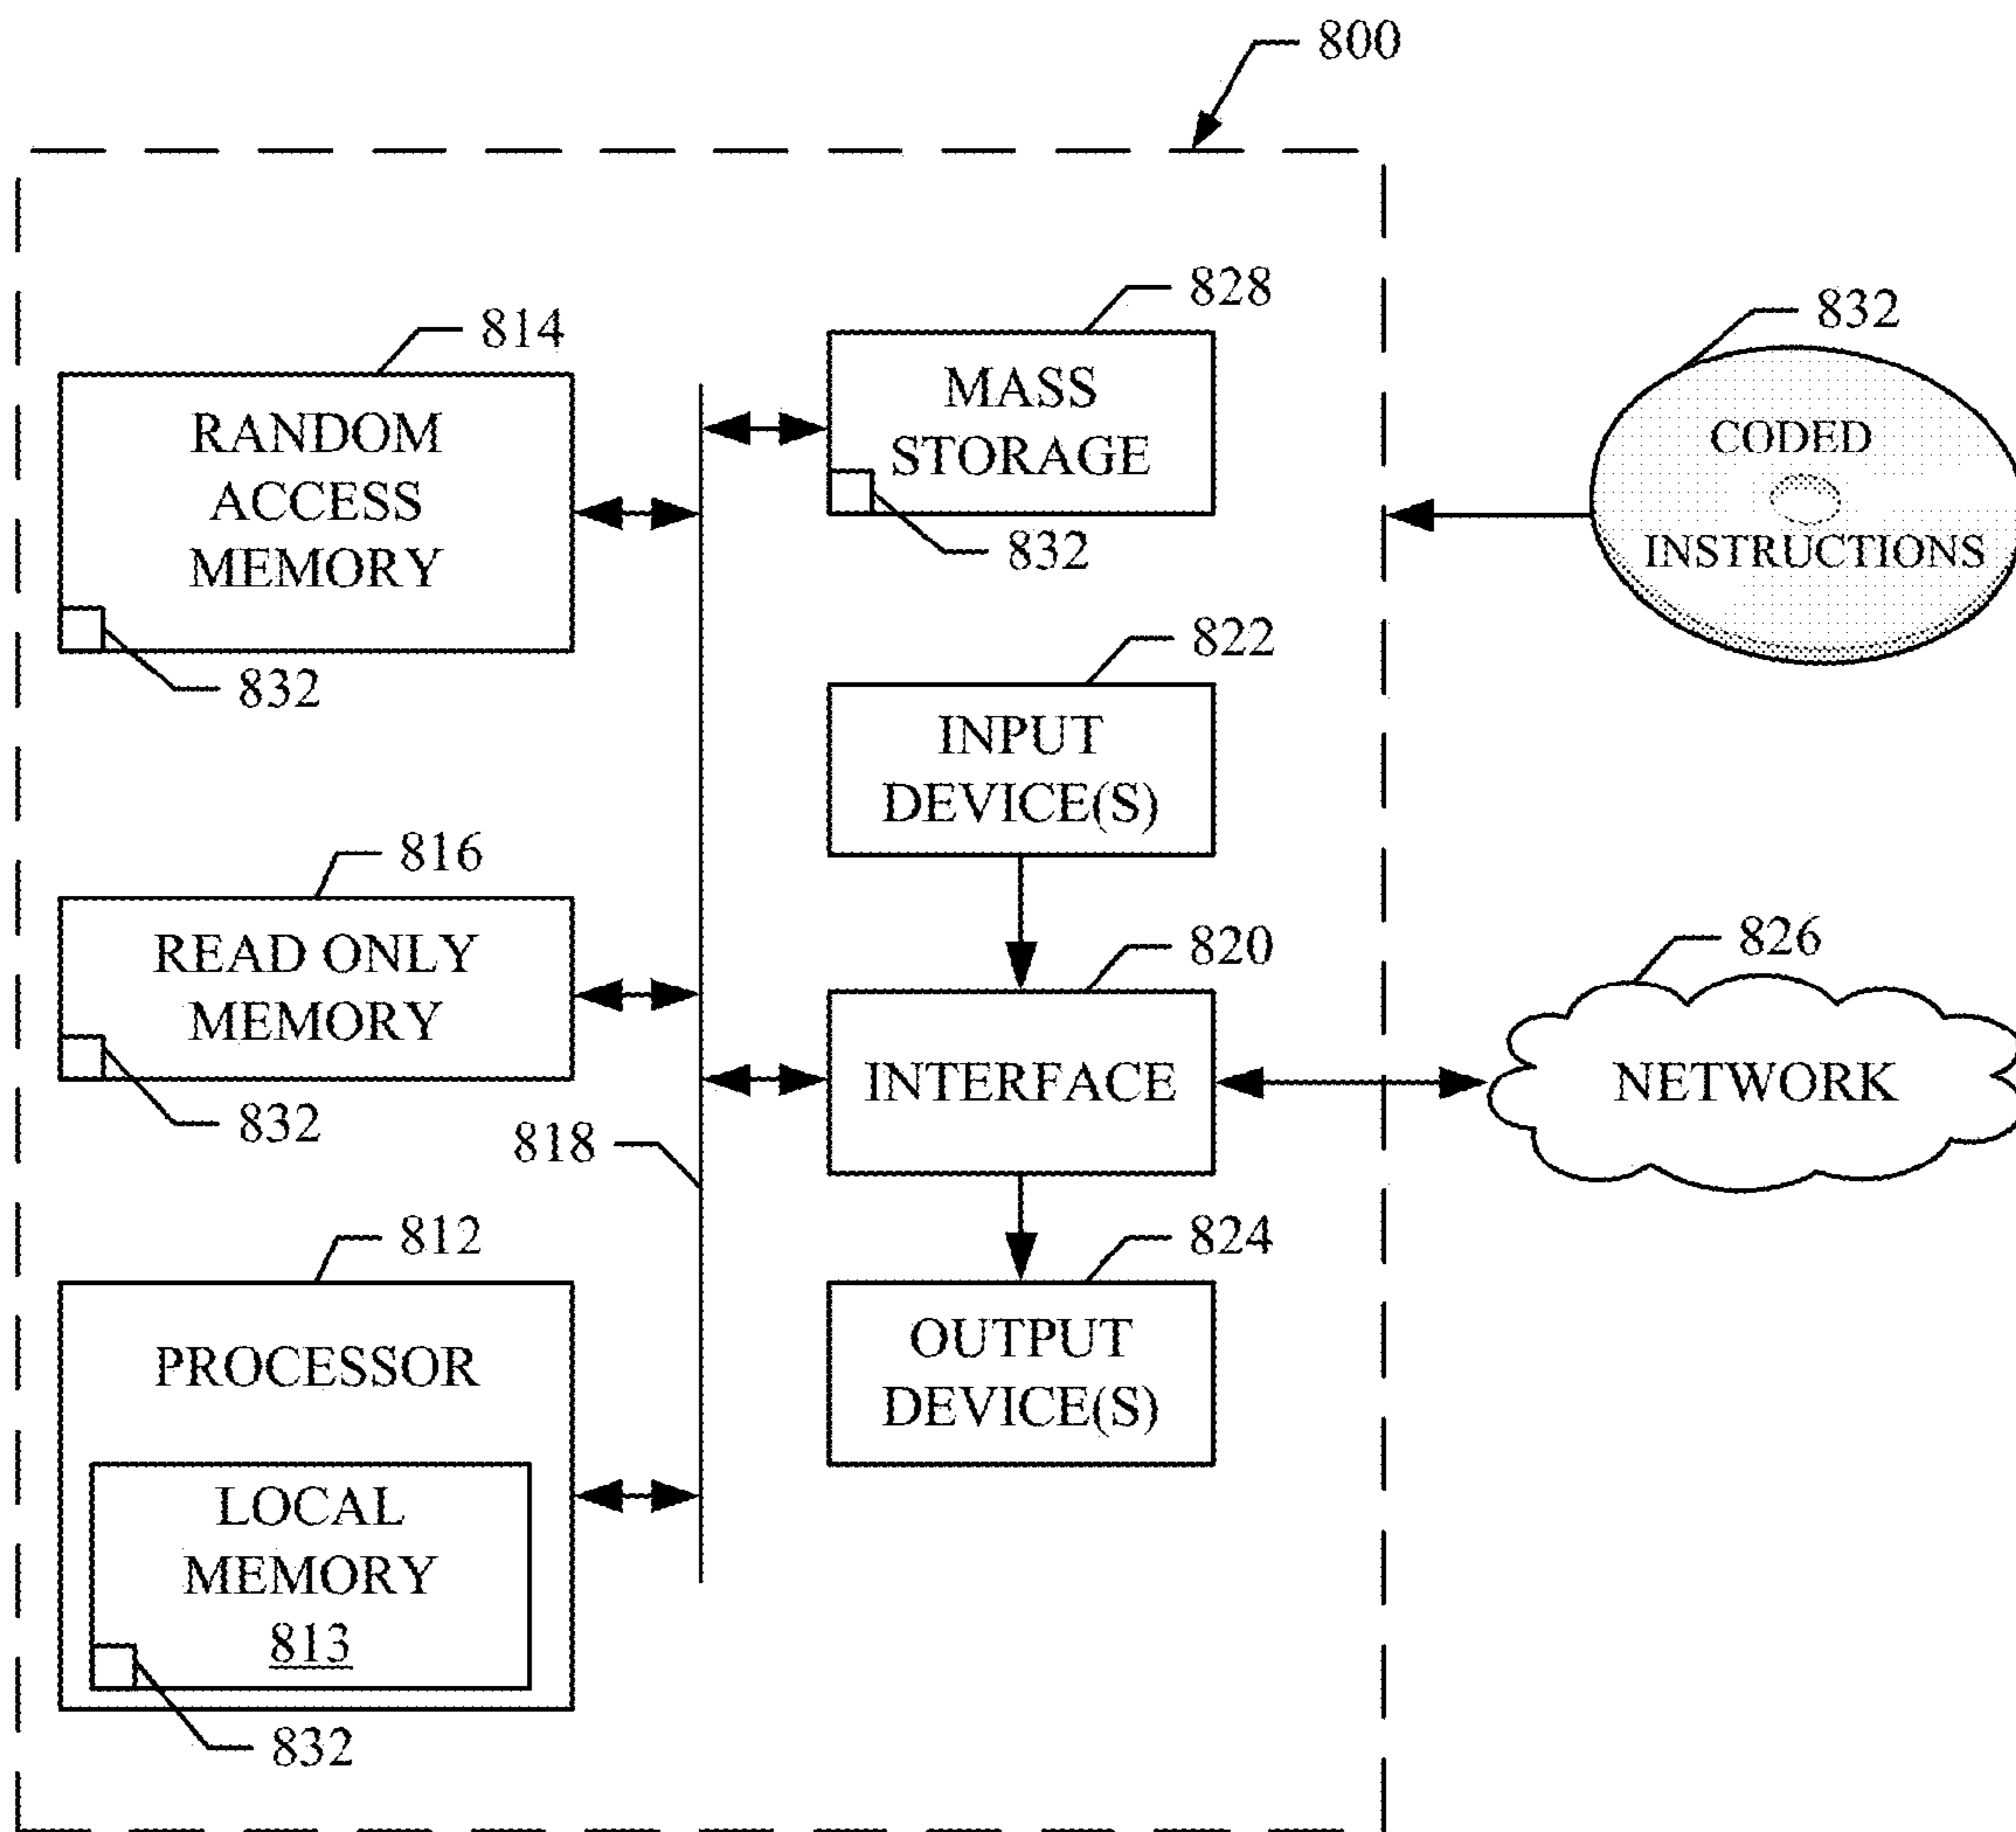 800
828
814
832
MASS
STORAGE
RANDOM
ACCESS
MEMORY
CODED
INSTRUCTIONS
832
832
822
INPUT
DEVICE(S)
816
820
826
READ ONLY
MEMORY
INTERFACE
NETWORK
832
818
812
824
PROCESSOR
OUTPUT
DEVICE(S)
LOCAL
MEMORY
813
832